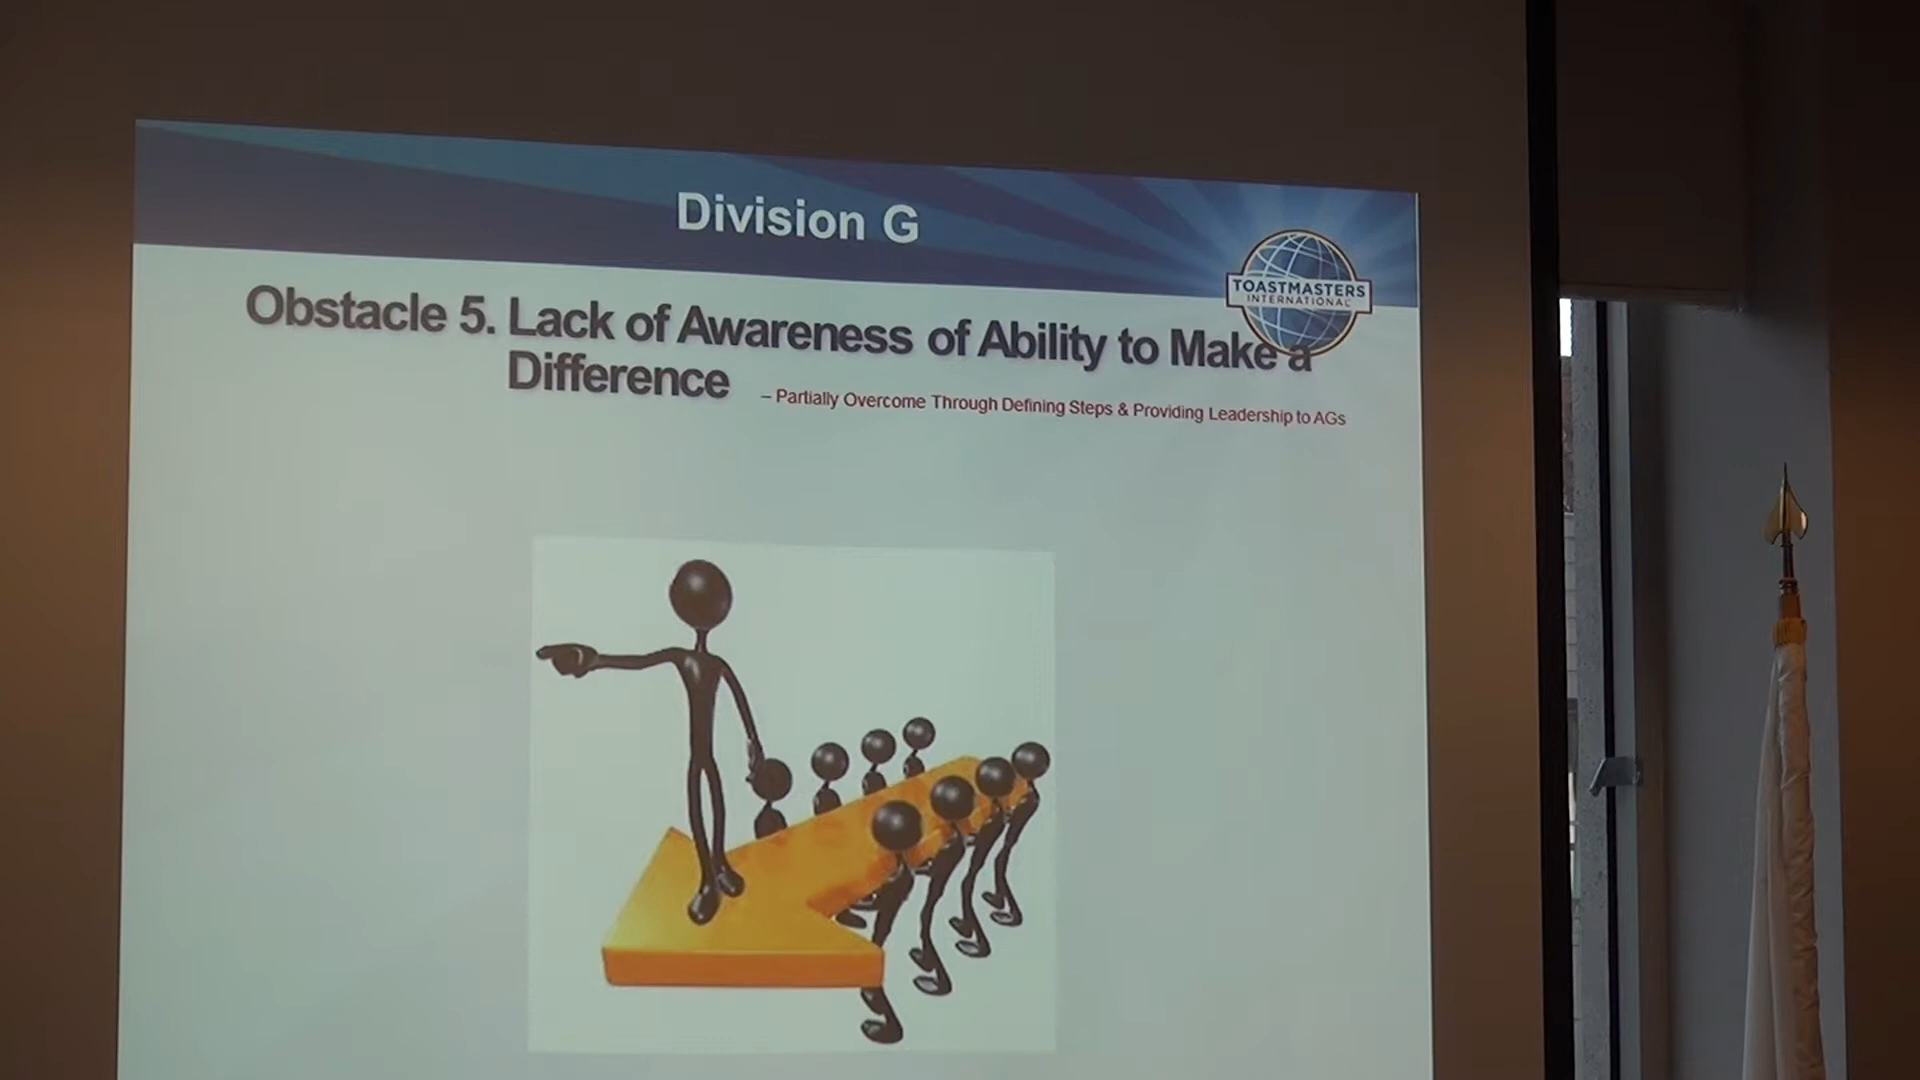 Division G
TOASTMASTERS
INTERNATIONAL
Obstacle 5. Lack of Awareness of Ability to Make a
Difference
– Partially Overcome Through Defining Steps & Providing Leadership to AGs